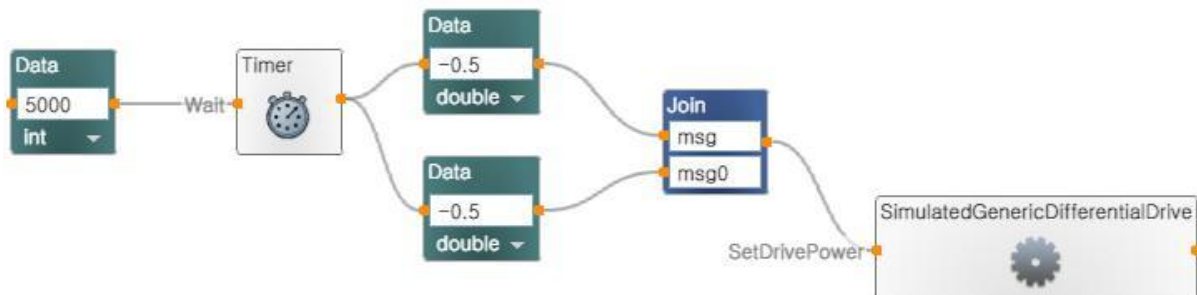 Data
5000
int
Wait
Timer
Data
-0.5
double
Data
-0.5
double
Join
msg
msg0
SetDrivePower
SimulatedGenericDifferentialDrive